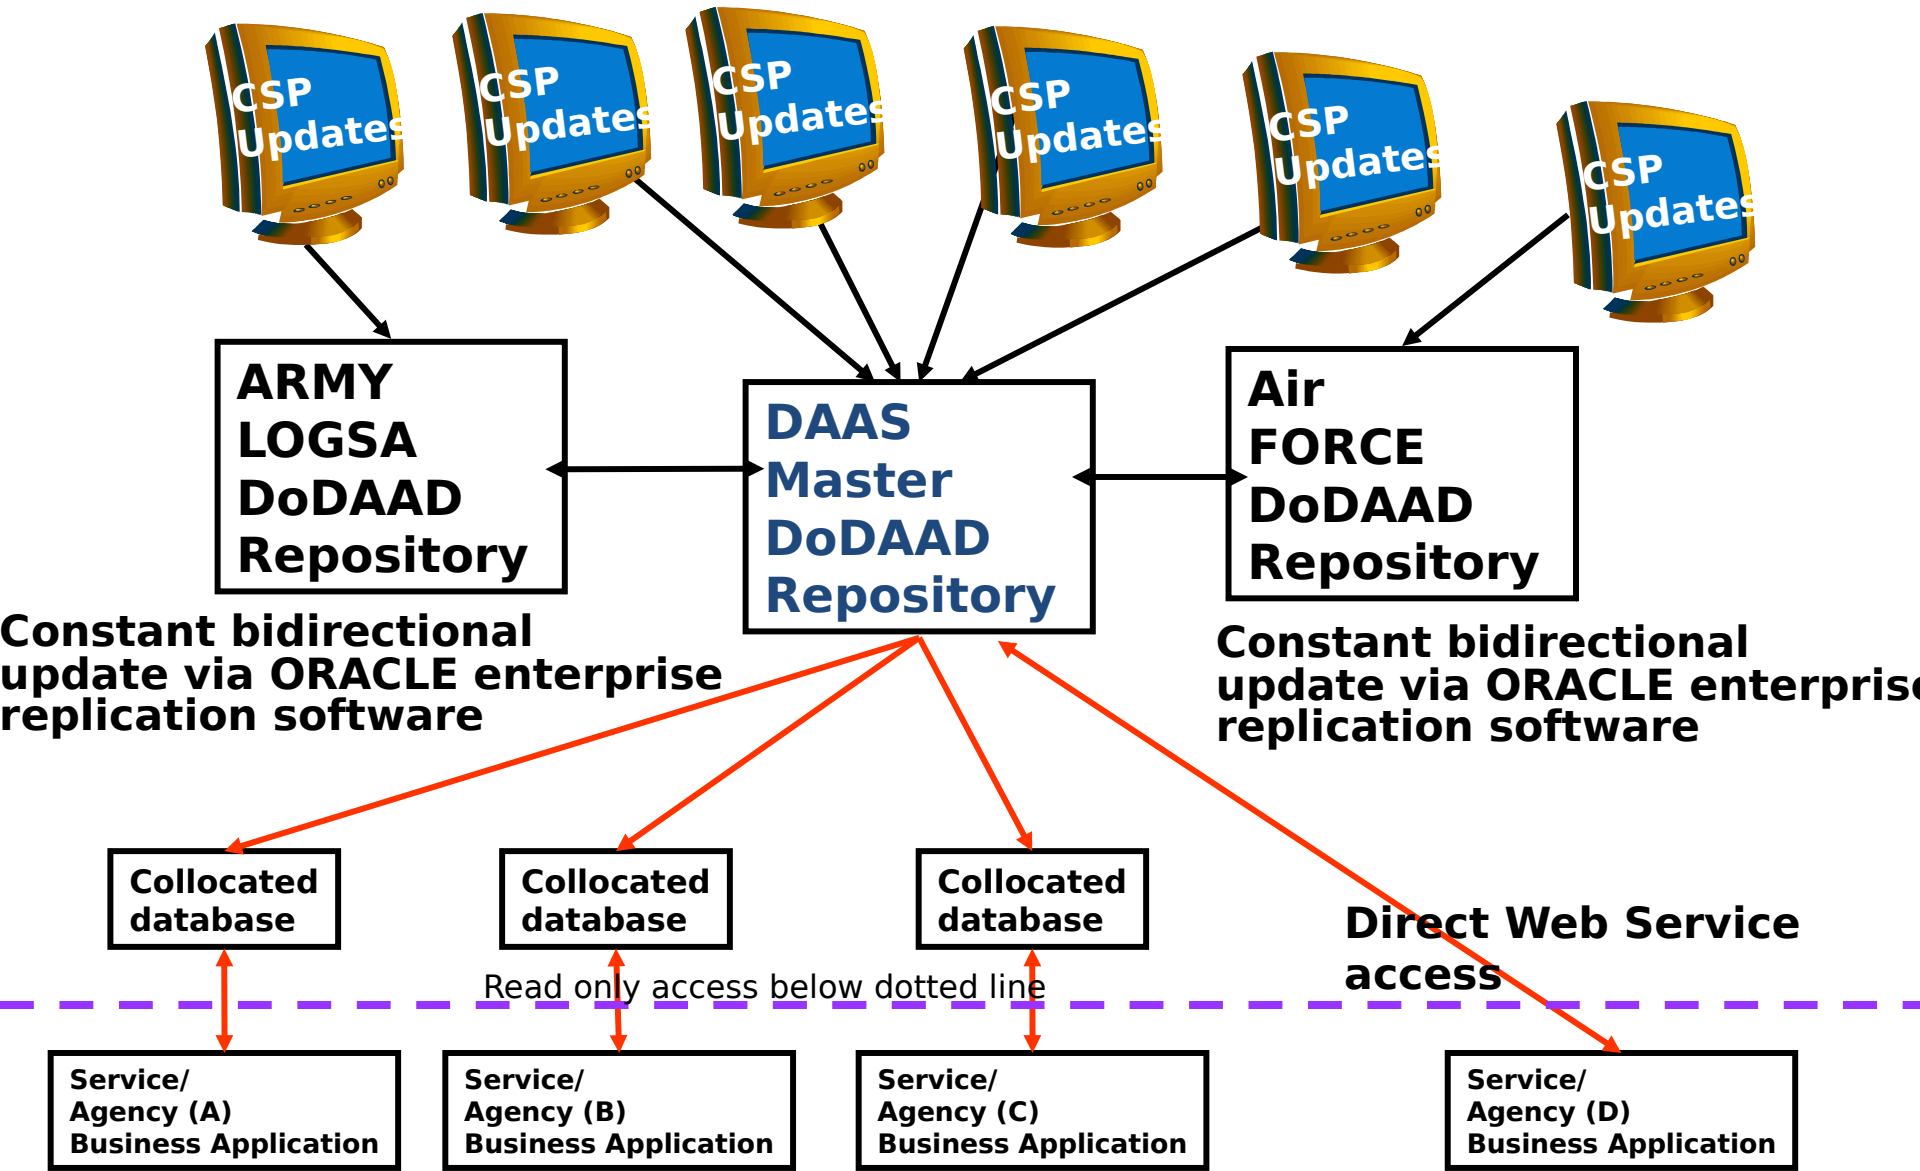 CSP
Updates
CSP
Updates
CSP
Updates
CSP
Updates
CSP
Updates
CSP
Updates
ARMY
LOGSA
DoDAAD
Repository
DAAS
Master
DoDAAD
Repository
Air
FORCE
DoDAAD
Repository
Constant bidirectional
update via ORACLE enterprise
replication software
Constant bidirectional
update via ORACLE enterprise
replication software
Collocated
database
Collocated
database
Collocated
database
Direct Web Service
access
Read only access below dotted line
Service/
Agency (A)
Business Application
Service/
Agency (B)
Business Application
Service/
Agency (C)
Business Application
Service/
Agency (D)
Business Application